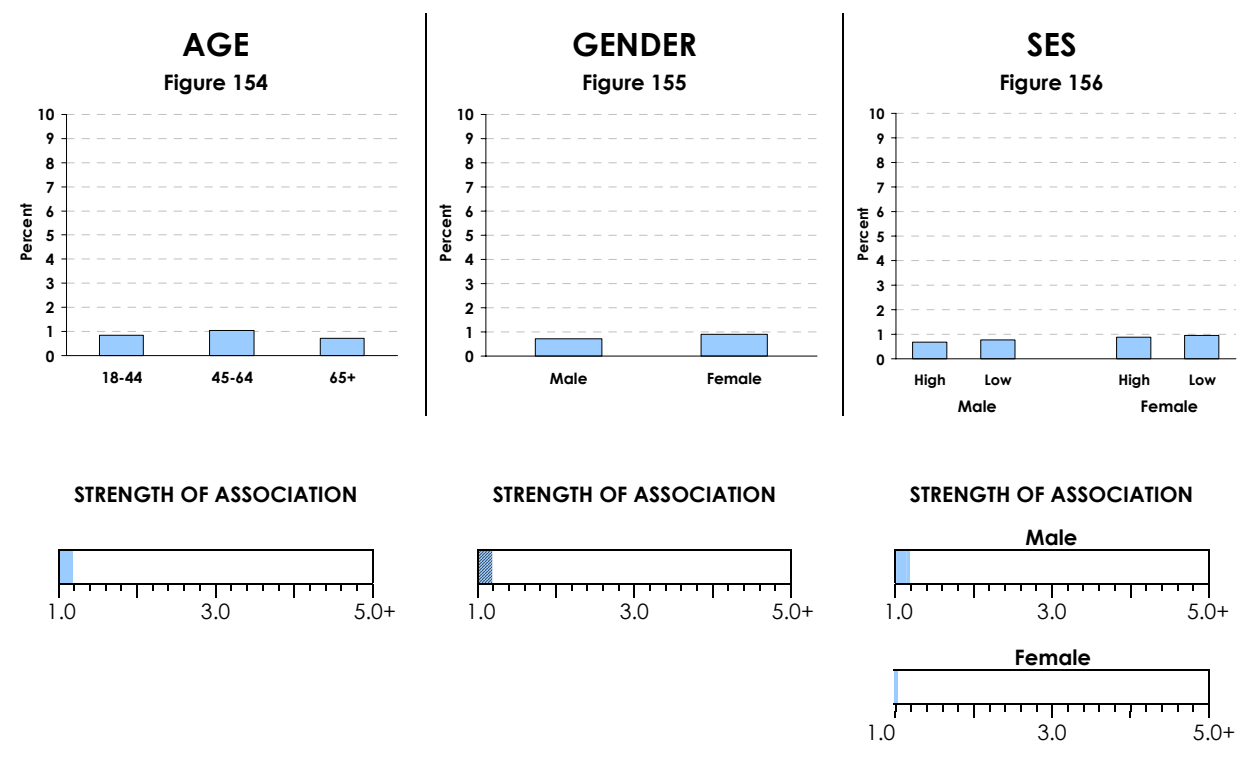 AGE
Figure 154
10
9
8
7
6
5
4
3
2
1
0
Percent
18-44 45-64 65+
STRENGTH OF ASSOCIATION
1.0 3.0 5.0+
GENDER
Figure 155
10
9
8
7
6
5
4
3
2
1
0
Percent
Male Female
STRENGTH OF ASSOCIATION
1.0 3.0 5.0+
SES
Figure 156
10
9
8
7
6
5
4
3
2
1
0
Percent
High Low High Low
Male Female
STRENGTH OF ASSOCIATION
Male
1.0 3.0 5.0+
Female
1.0 3.0 5.0+